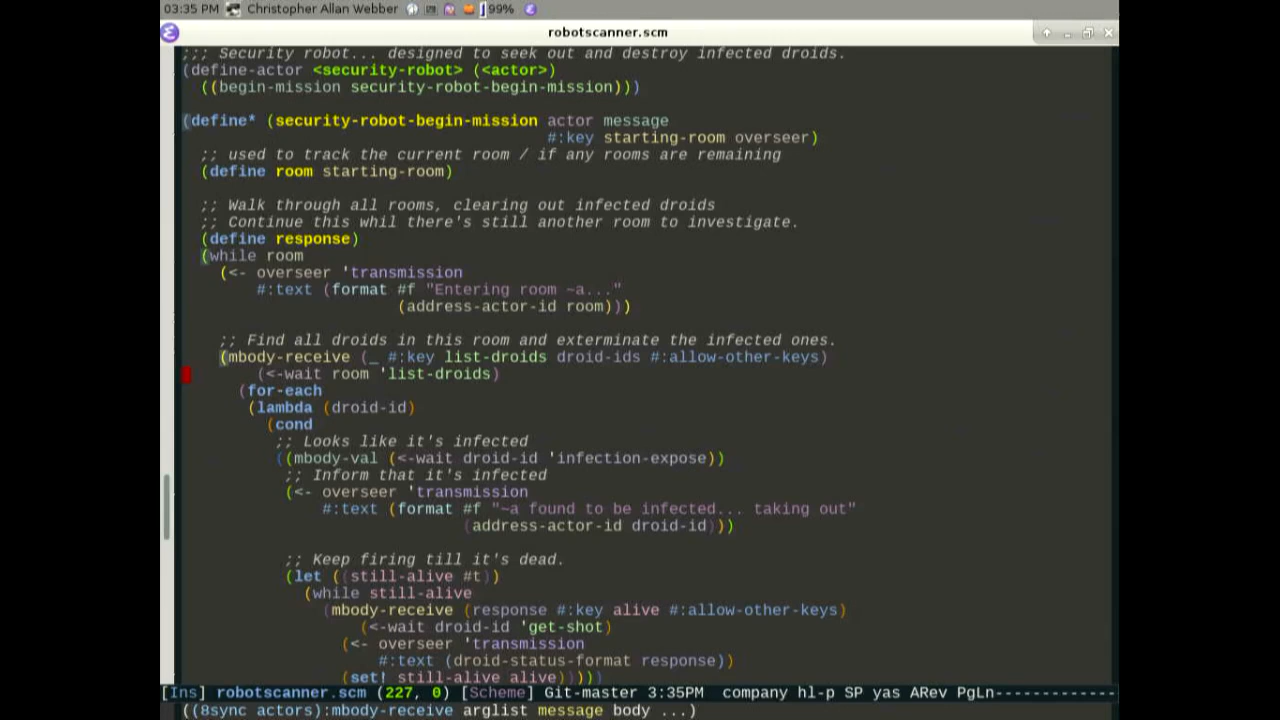 03:35 PM Christopher Allan Webber 99%
robotscanner.scm
;;; Security robot... designed to seek out and destroy infected droids.
(define-actor <security-robot> (<actor>)
  ((begin-mission security-robot-begin-mission)))
(define* (security-robot-begin-mission actor message
                                       #:key starting-room overseer)
  ;; used to track the current room / if any rooms are remaining
  (define room starting-room)
  ;; Walk through all rooms, clearing out infected droids
  ;; Continue this whil there's still another room to investigate.
  (define response)
  (while room
    (<- overseer 'transmission
        #:text (format #f "Entering room ~a..."
                       (address-actor-id room)))
    ;; Find all droids in this room and exterminate the infected ones.
    (mbody-receive (_ #:key list-droids droid-ids #:allow-other-keys)
        (<-wait room 'list-droids)
      (for-each
       (lambda (droid-id)
         (cond
          ;; Looks like it's infected
          ((mbody-val (<-wait droid-id 'infection-expose))
           ;; Inform that it's infected
           (<- overseer 'transmission
               #:text (format #f "~a found to be infected... taking out"
                              (address-actor-id droid-id)))
           ;; Keep firing till it's dead.
           (let ((still-alive #t))
             (while still-alive
               (mbody-receive (response #:key alive #:allow-other-keys)
                   (<-wait droid-id 'get-shot)
                 (<- overseer 'transmission
                     #:text (droid-status-format response))
                 (set! still-alive alive)))))
[Ins] robotscanner.scm (227, 0) [Scheme] Git-master 3:35PM company hl-p SP yas ARev PgLn-------------
((8sync actors):mbody-receive arglist message body ...)